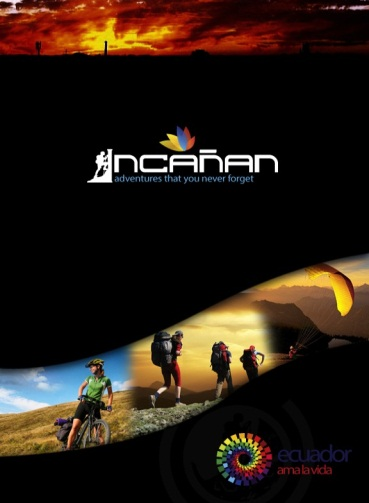 INCAÑAN
adventures that you never forget
ecuador
ama la vida